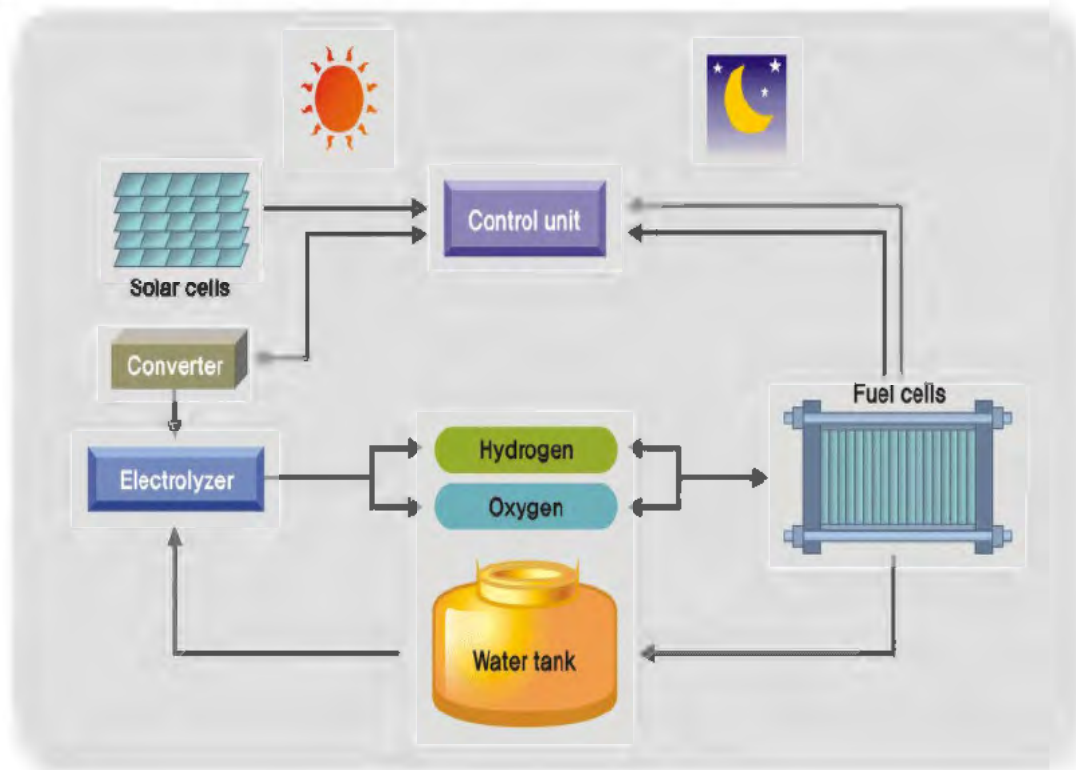 Control unit
Solar cells
Converter
Fuel cells
Hydrogen
Electrolyzer
Oxygen
Water tank